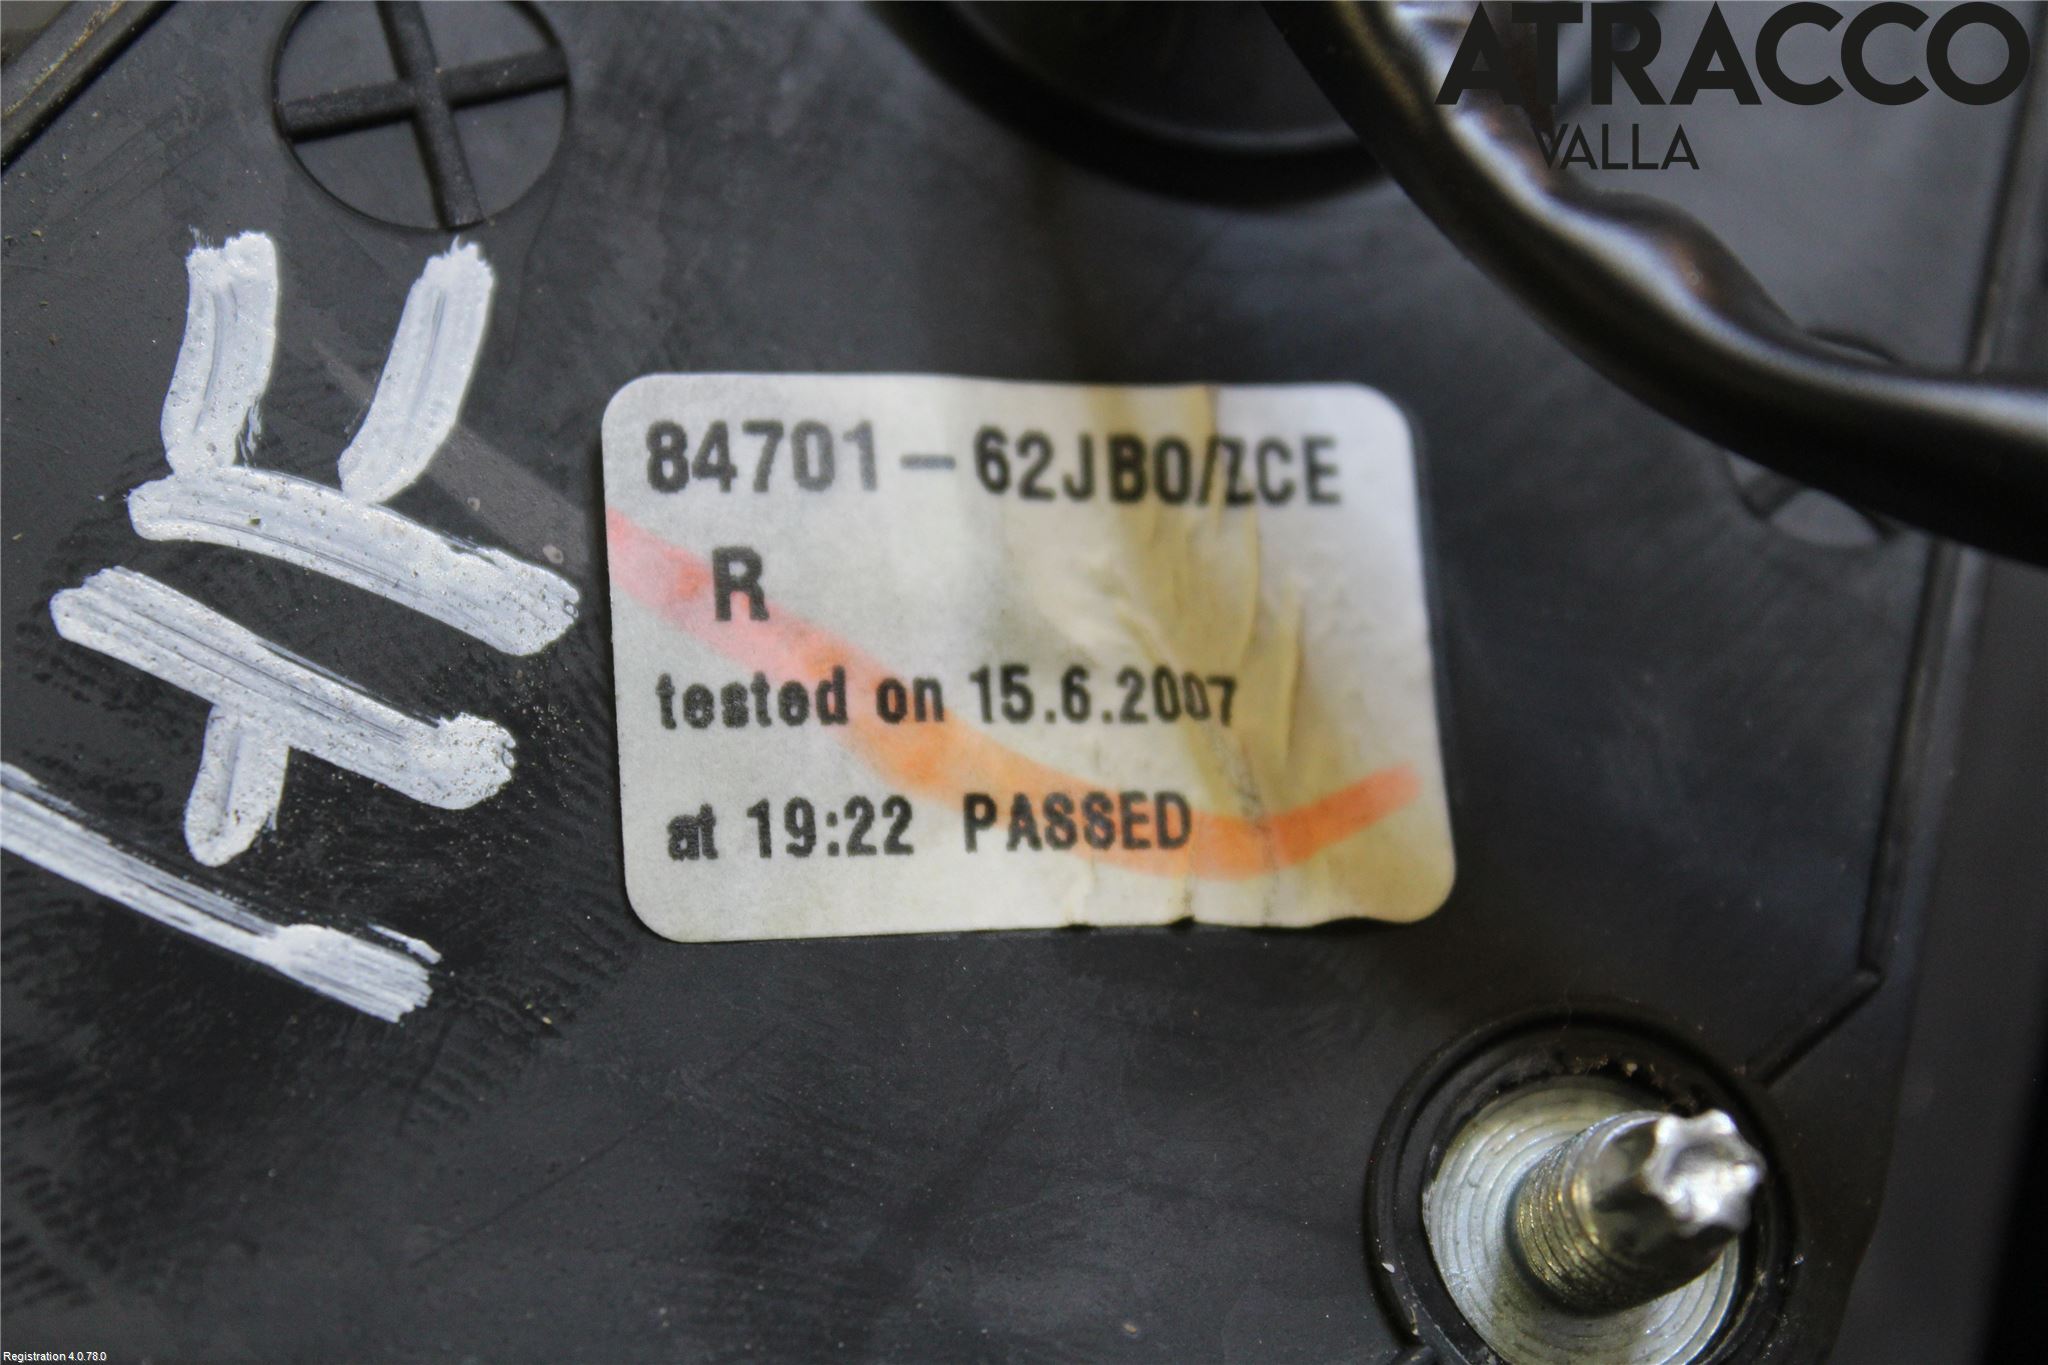 ATRACCO
VALLA
84701-62JB0/ZCE
R
tested on 15.6.2007
at 19:22 PASSED
Registration 4.0.78.0